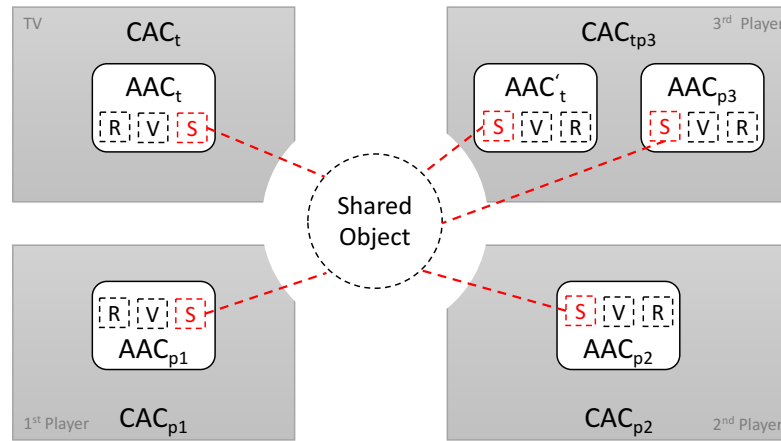 TV
CACt
AACt
R V S
3rd Player
CACtp3
AAC‘t
S V R
AACp3
S V R
Shared
Object
R V S
AACp1
1st Player
CACp1
S V R
AACp2
CACp2
2nd Player